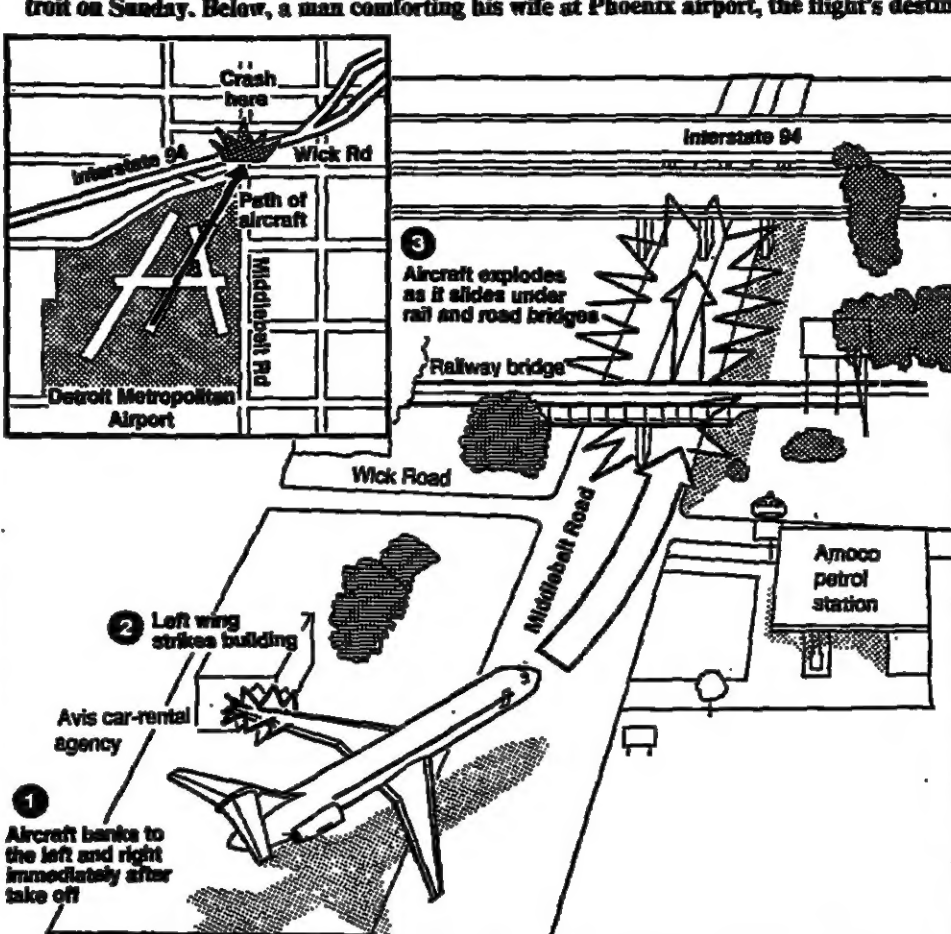 troit on Sunday. Below, a man comforting his wife at Phoenix airport, the flight's destin
Crash
here
Interstate 94
Wick Rd
Path of
aircraft
Middlebelt Rd
Detroit Metropolitan
Airport
Interstate 94
3
Aircraft explodes
as it slides under
rail and road bridges
Railway bridge
Wick Road
Middlebelt Road
Amoco
petrol
station
2
Left wing
strikes building
Avis car-rental
agency
1
Aircraft banks to
the left and right
immediately after
take off